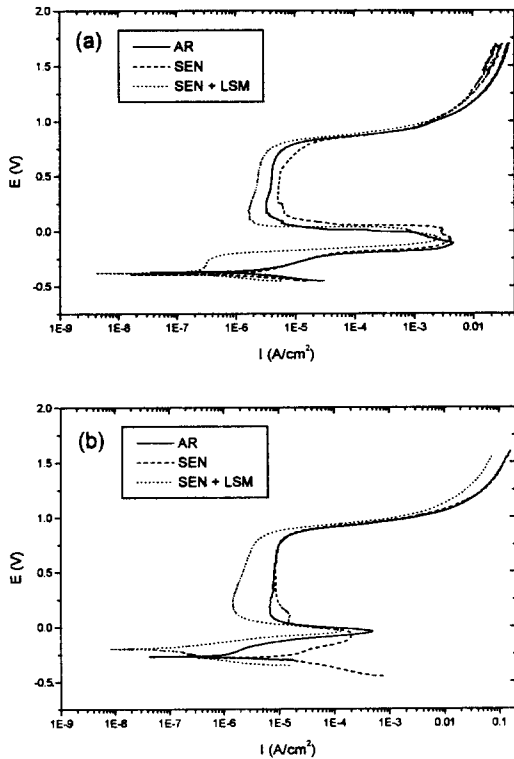 (a)
AR
SEN
SEN + LSM
2.0
1.5
1.0
0.5
0.0
-0.5
E (V)
1E-9 1E-8 1E-7 1E-6 1E-5 1E-4 1E-3 0.01
I (A/cm²)
(b)
AR
SEN
SEN + LSM
2.0
1.5
1.0
0.5
0.0
-0.5
E (V)
1E-9 1E-8 1E-7 1E-6 1E-5 1E-4 1E-3 0.01 0.1
I (A/cm²)